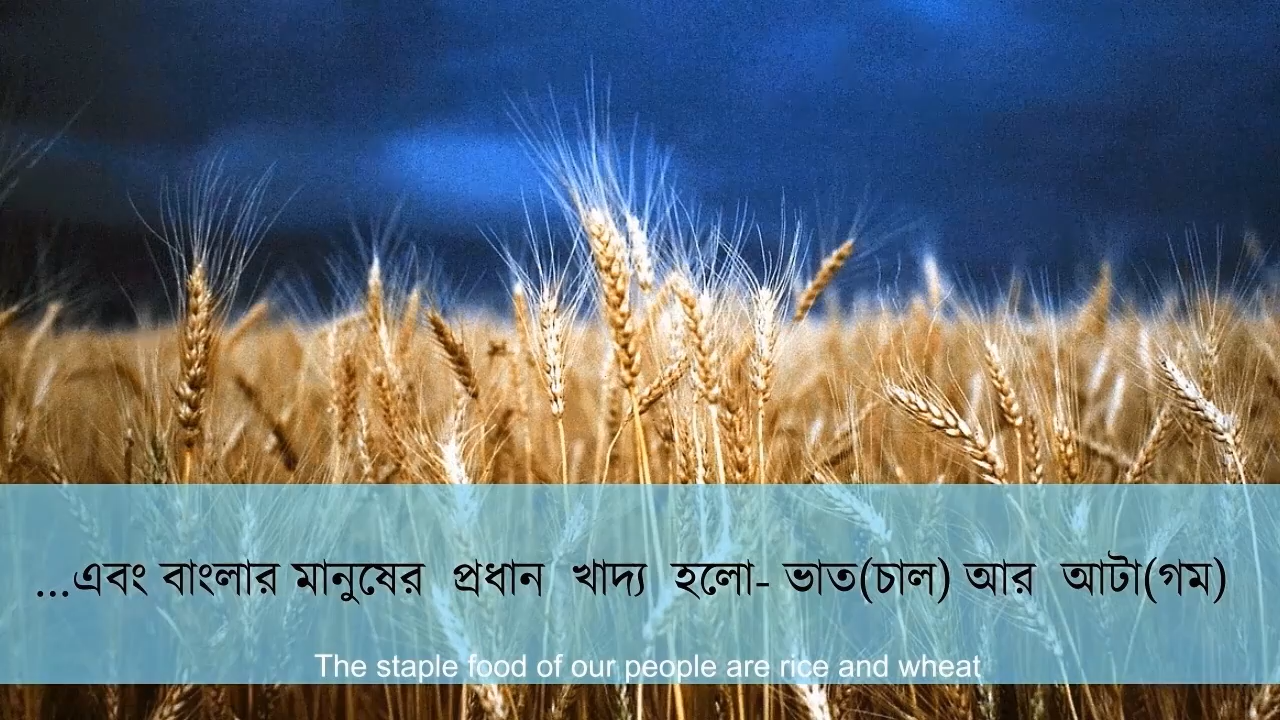 ...এবং বাংলার মানুষের প্রধান খাদ্য হলো- ভাত(চাল) আর আটা(গম)
The staple food of our people are rice and wheat